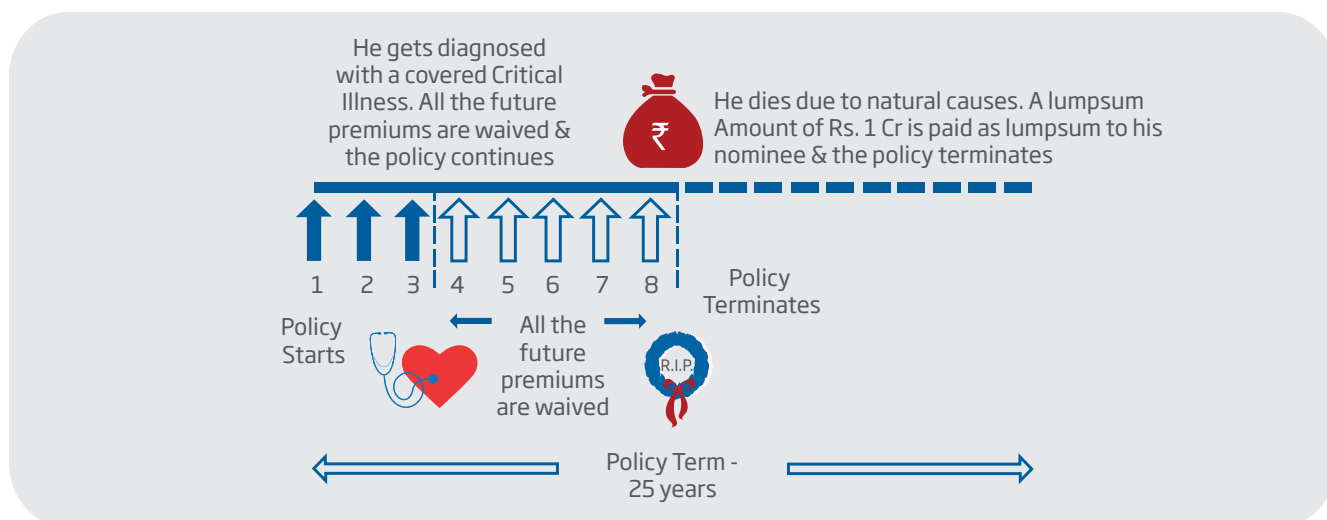 He gets diagnosed
with a covered Critical
Illness. All the future
premiums are waived &
the policy continues
₹
He dies due to natural causes. A lumpsum
Amount of Rs. 1 Cr is paid as lumpsum to his
nominee & the policy terminates
1 2 3 4 5 6 7 8
Policy
Terminates
Policy
Starts
All the
future
premiums
are waived
R.I.P.
Policy Term -
25 years